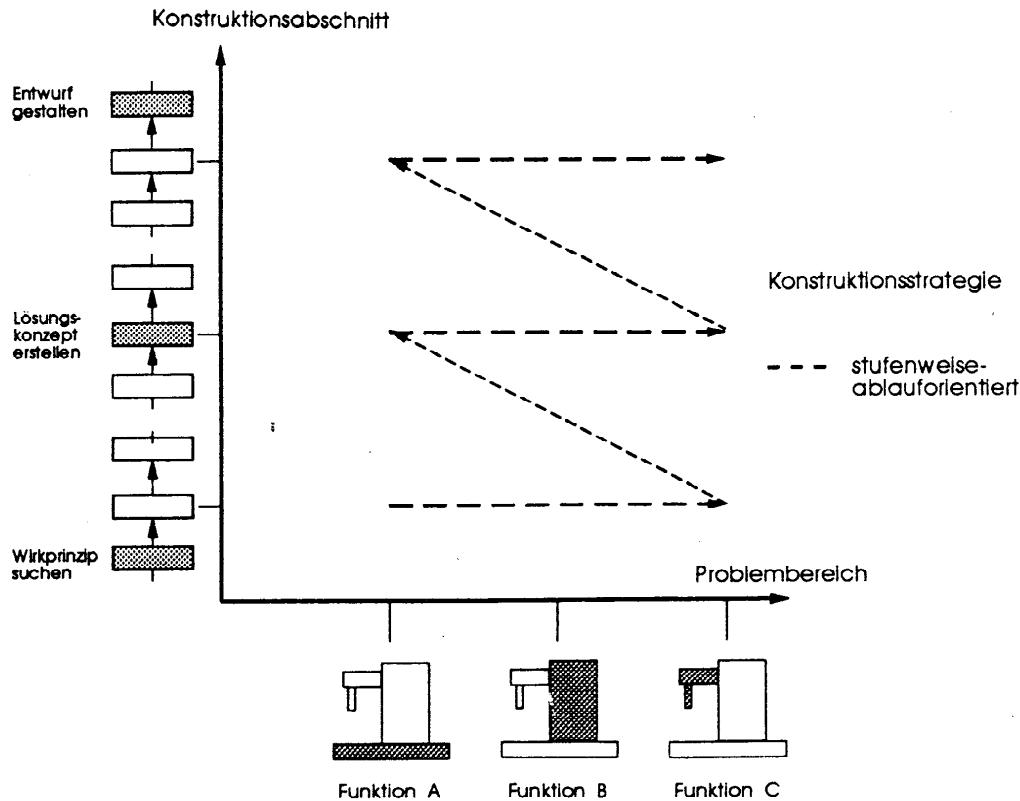 Konstruktionsabschnitt
Entwurf
gestalten
Lösungs-
konzept
erstellen
Wirkprinzip
suchen
Konstruktionsstrategie
stufenweise-
ablauforientiert
Problembereich
Funktion A
Funktion B
Funktion C